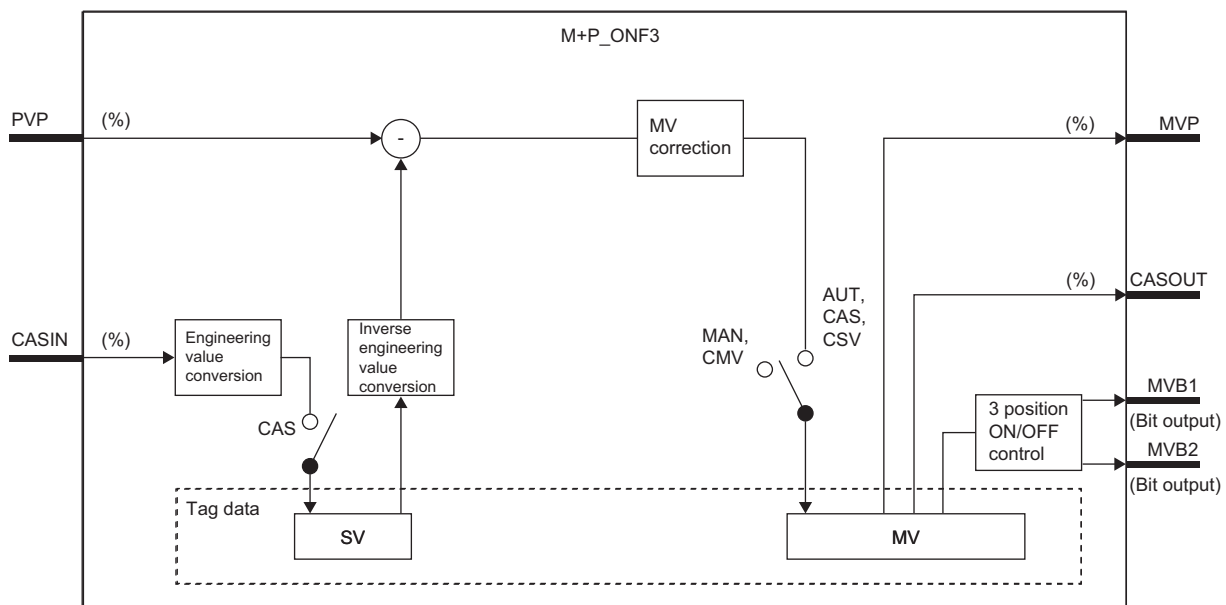 M+P_ONF3
PVP
(%)
-
MV
correction
(%)
MVP
CASIN
(%)
Engineering
value
conversion
CAS
Inverse
engineering
value
conversion
MAN,
CMV
AUT,
CAS,
CSV
(%)
CASOUT
3 position
ON/OFF
control
MVB1
(Bit output)
MVB2
(Bit output)
Tag data
SV
MV